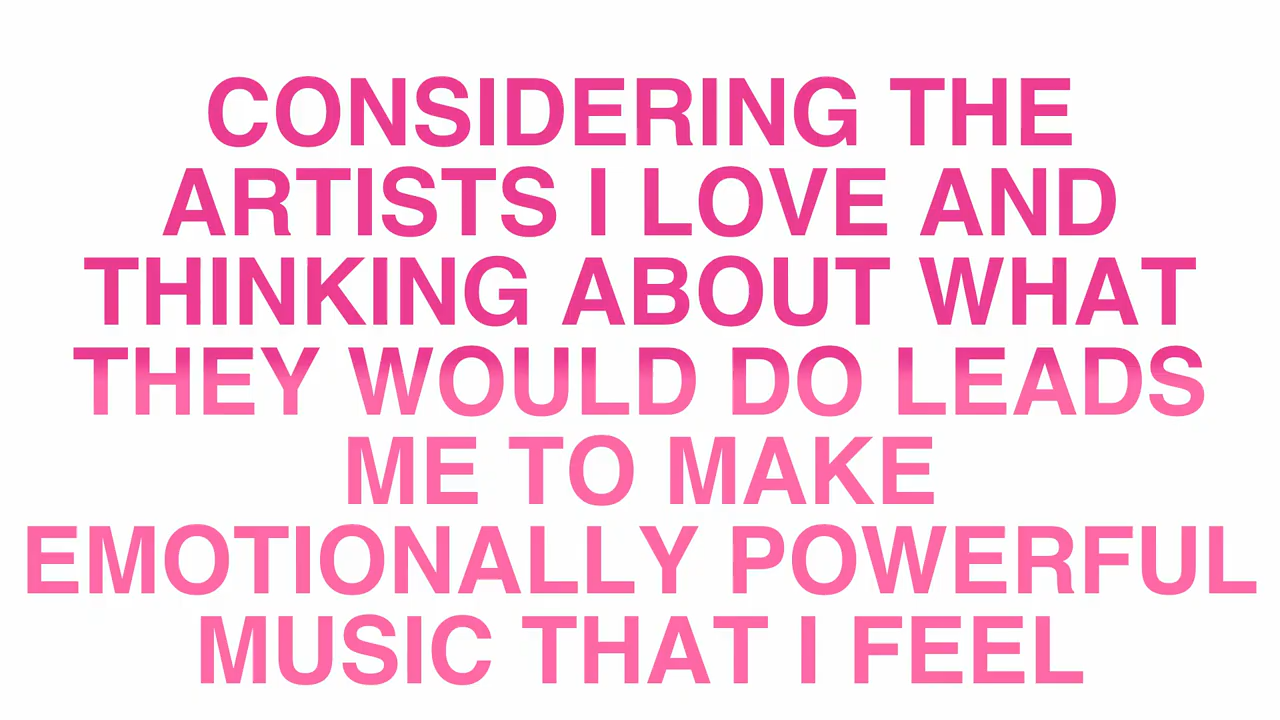 CONSIDERING THE
ARTISTS I LOVE AND
THINKING ABOUT WHAT
THEY WOULD DO LEADS
ME TO MAKE
EMOTIONALLY POWERFUL
MUSIC THAT I FEEL